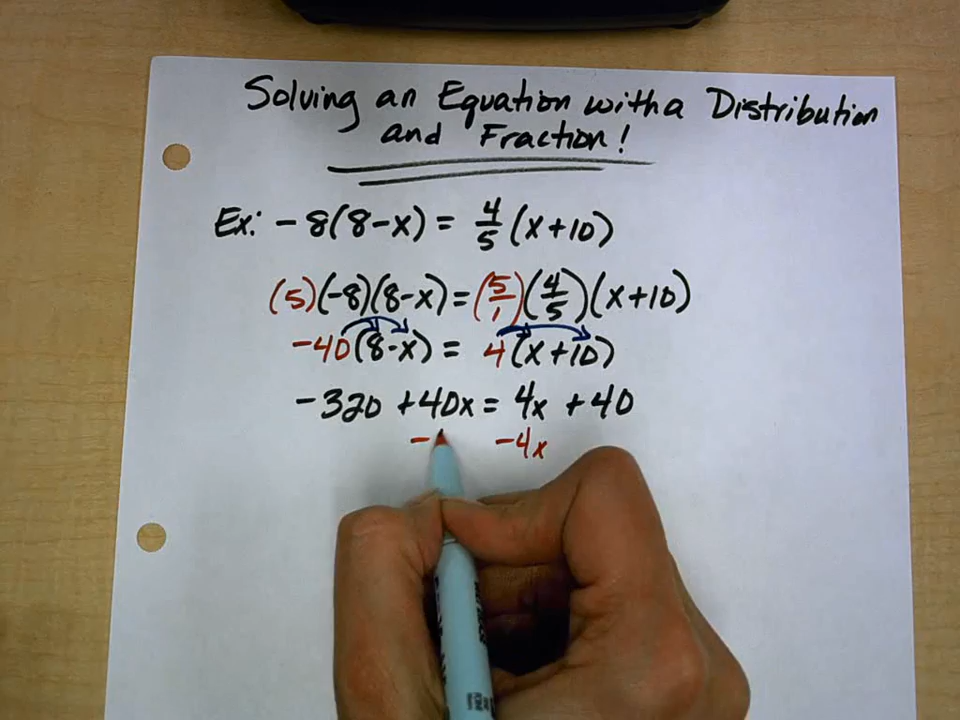 Solving an Equation with a Distribution
and Fraction!
Ex: -8(8-x) = 4/5 (x+10)
(5)(-8)(8-x) = (5/1)(4/5)(x+10)
-40(8-x) = 4(x+10)
-320 +40x = 4x +40
- -4x